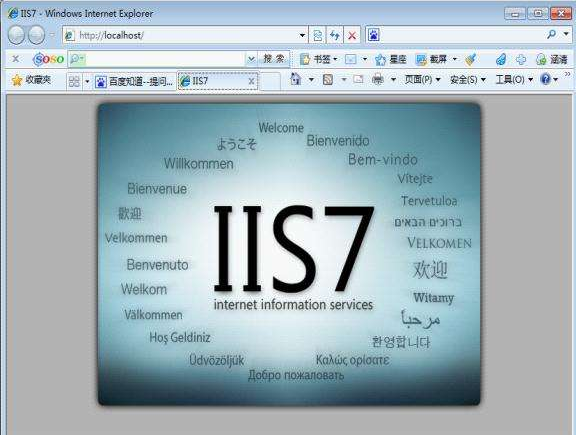 IIS7 - Windows Internet Explorer
http://localhost/
SOSO 搜索 书签 星座 截屏 涵清
收藏夹 百度知道--提问... IIS7 页面(P) 安全(S) 工具(O)
Welcome
ようこそ Bienvenido
Willkommen Bem-vindo
Vítejte
Bienvenue Tervetuloa
歡迎 ברוכים הבאים
Velkommen VELKOMEN
IIS7
Benvenuto 欢迎
Welkom Witamy
internet information services
Välkommen مرحباً
Hoş Geldiniz 환영합니다
Üdvözöljük Καλώς ορίσατε
Добро пожаловать